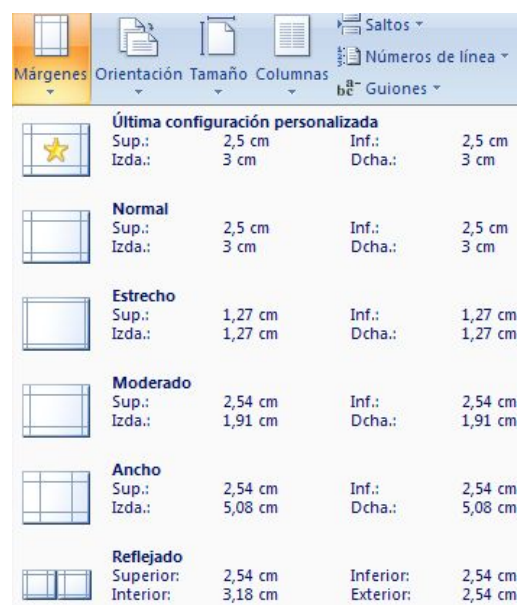 Saltos
Números de línea
Márgenes Orientación Tamaño Columnas
Guiones
Última configuración personalizada
Sup.: 2,5 cm Inf.: 2,5 cm
Izda.: 3 cm Dcha.: 3 cm
Normal
Sup.: 2,5 cm Inf.: 2,5 cm
Izda.: 3 cm Dcha.: 3 cm
Estrecho
Sup.: 1,27 cm Inf.: 1,27 cm
Izda.: 1,27 cm Dcha.: 1,27 cm
Moderado
Sup.: 2,54 cm Inf.: 2,54 cm
Izda.: 1,91 cm Dcha.: 1,91 cm
Ancho
Sup.: 2,54 cm Inf.: 2,54 cm
Izda.: 5,08 cm Dcha.: 5,08 cm
Reflejado
Superior: 2,54 cm Inferior: 2,54 cm
Interior: 3,18 cm Exterior: 2,54 cm